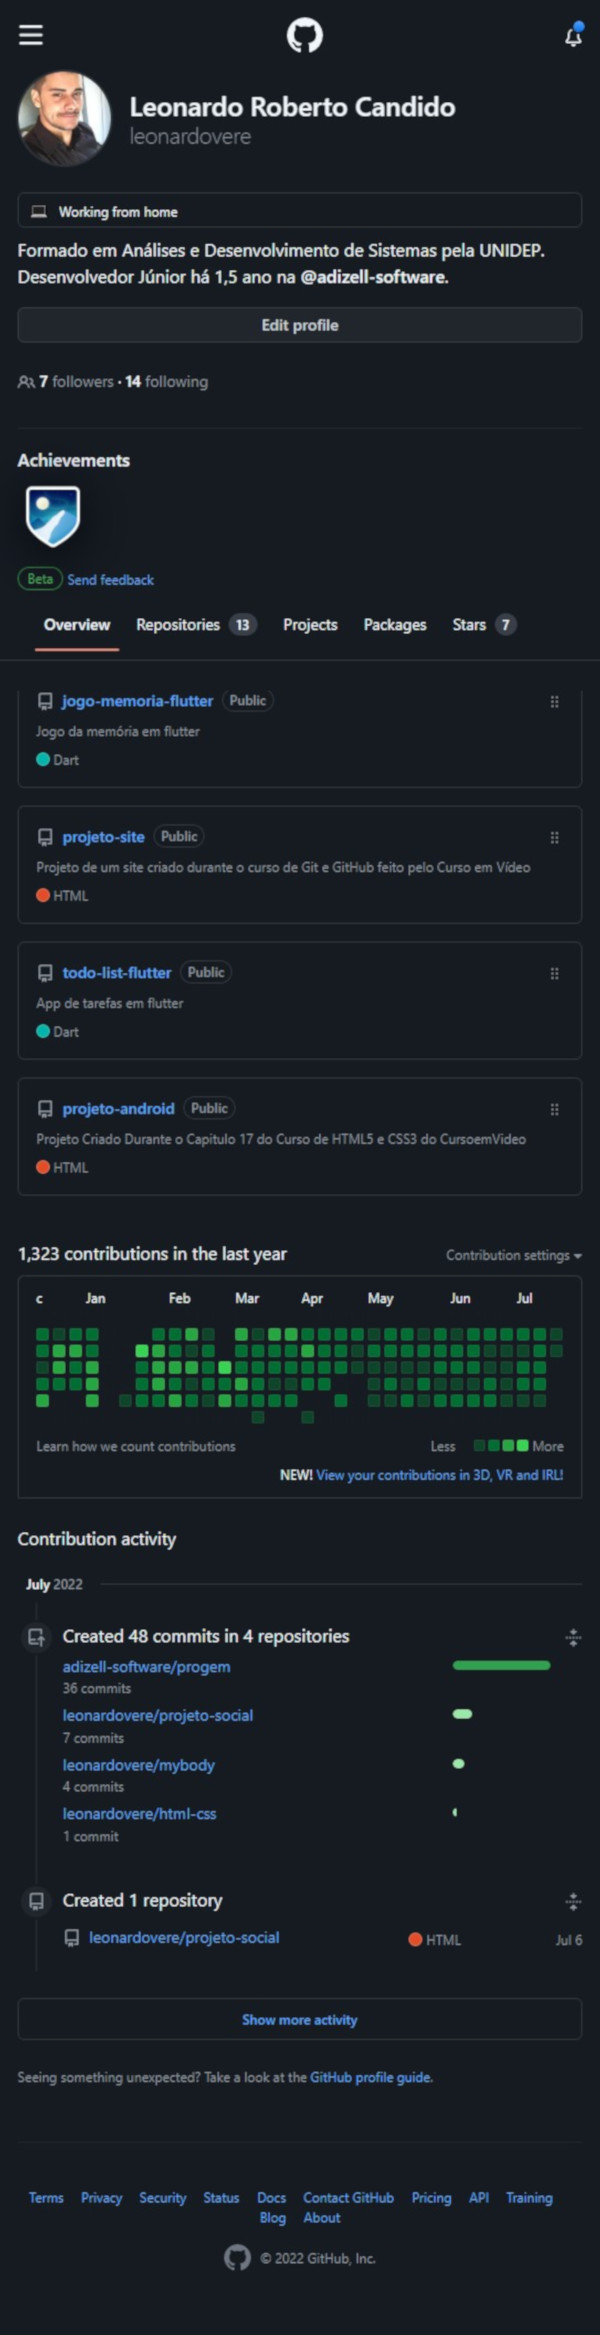 Leonardo Roberto Candido
leonardovere
Working from home
Formado em Análises e Desenvolvimento de Sistemas pela UNIDEP.
Desenvolvedor Júnior há 1,5 ano na @adizell-software.
Edit profile
7 followers · 14 following
Achievements
Beta Send feedback
Overview Repositories 13 Projects Packages Stars 7
jogo-memoria-flutter Public
Jogo da memória em flutter
Dart
projeto-site Public
Projeto de um site criado durante o curso de Git e GitHub feito pelo Curso em Vídeo
HTML
todo-list-flutter Public
App de tarefas em flutter
Dart
projeto-android Public
Projeto Criado Durante o Capitulo 17 do Curso de HTML5 e CSS3 do CursoemVideo
HTML
1,323 contributions in the last year Contribution settings
c Jan Feb Mar Apr May Jun Jul
Learn how we count contributions Less More
NEW! View your contributions in 3D, VR and IRL!
Contribution activity
July 2022
Created 48 commits in 4 repositories
adizell-software/progem
36 commits
leonardovere/projeto-social
7 commits
leonardovere/mybody
4 commits
leonardovere/html-css
1 commit
Created 1 repository
leonardovere/projeto-social HTML Jul 6
Show more activity
Seeing something unexpected? Take a look at the GitHub profile guide.
Terms Privacy Security Status Docs Contact GitHub Pricing API Training
Blog About
© 2022 GitHub, Inc.